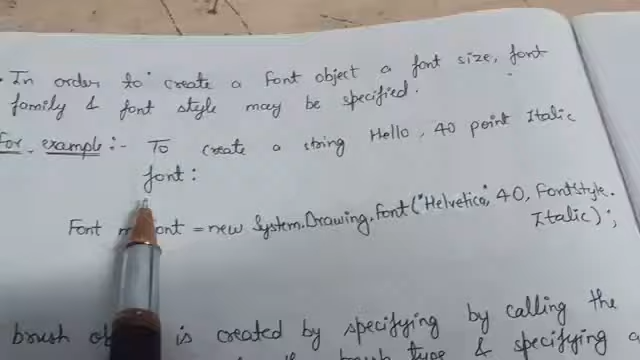 . In order to create a Font object a font size, font
family & font style may be specified.
For example:- To create a string Hello, 40 point Italic
font:
Font = new System.Drawing.Font("Helvetica", 40, FontStyle.
Italic);
brush is created by specifying by calling the
brush type & specifying